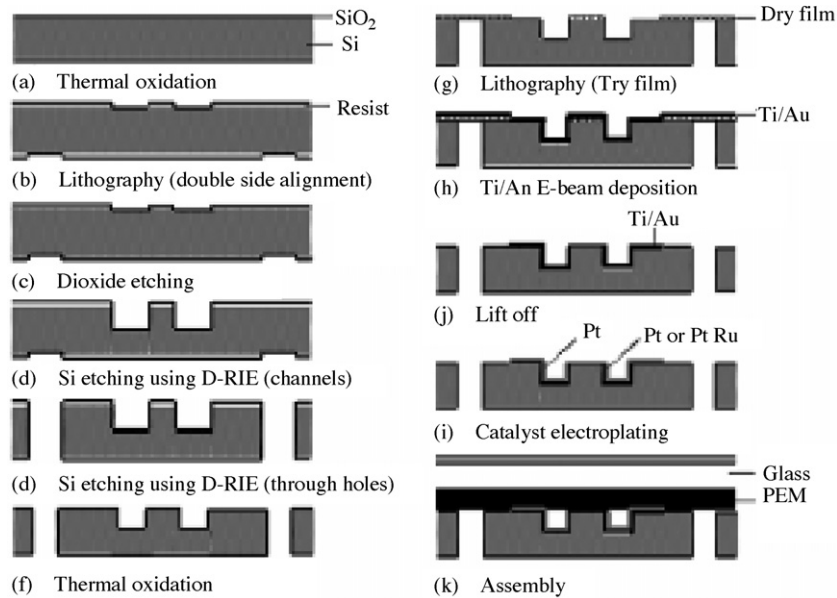 SiO2
Si
(a) Thermal oxidation
Resist
(b) Lithography (double side alignment)
(c) Dioxide etching
(d) Si etching using D-RIE (channels)
(d) Si etching using D-RIE (through holes)
(f) Thermal oxidation
Dry film
(g) Lithography (Try film)
Ti/Au
(h) Ti/An E-beam deposition
Ti/Au
(j) Lift off
Pt
Pt or Pt Ru
(i) Catalyst electroplating
Glass
PEM
(k) Assembly